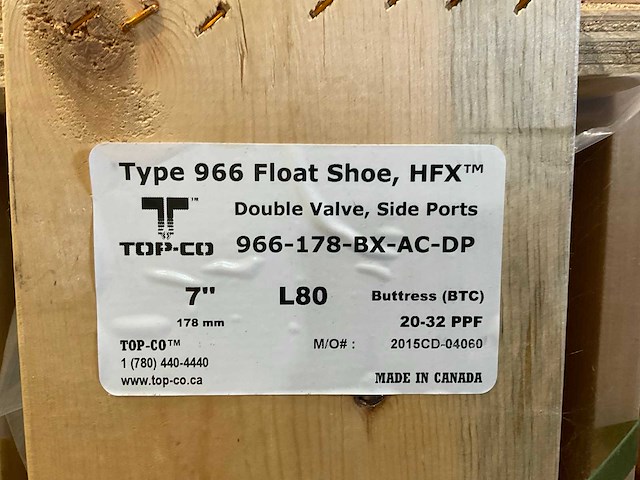 Type 966 Float Shoe, HFX™
Double Valve, Side Ports
TOP-CO™
966-178-BX-AC-DP
7" L80 Buttress (BTC)
178 mm 20-32 PPF
TOP-CO™ M/O# : 2015CD-04060
1 (780) 440-4440
www.top-co.ca MADE IN CANADA